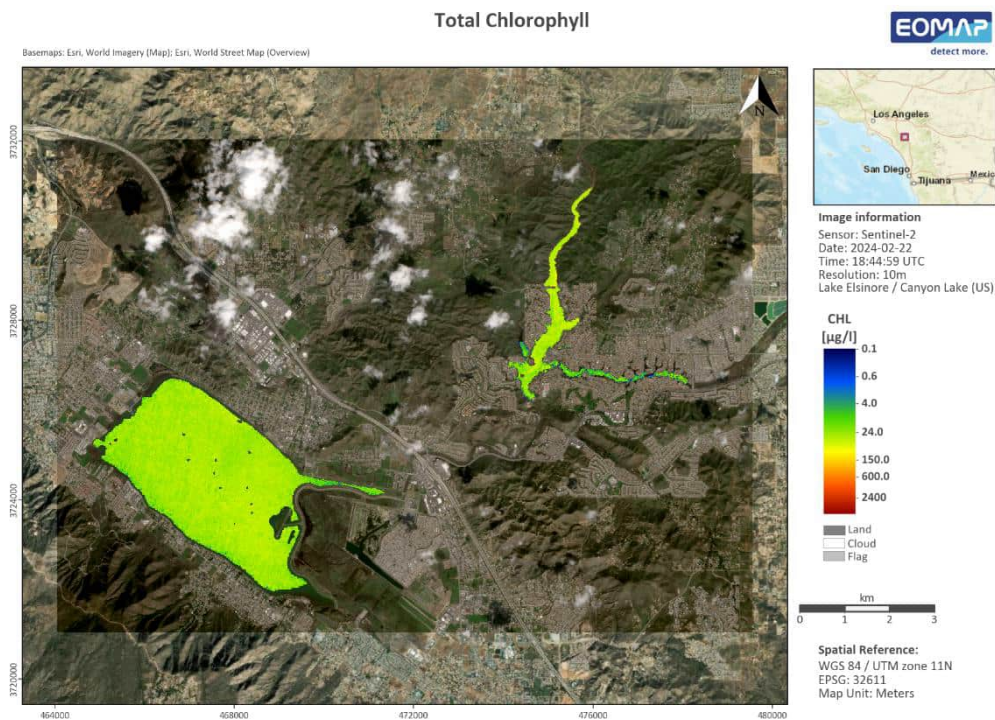 Total Chlorophyll
EOMAP
detect more.
Basemaps: Esri, World Imagery (Map); Esri, World Street Map (Overview)
N
3732000
3728000
3724000
3720000
464000
468000
472000
476000
480000
Los Angeles
San Diego
Tijuana
Mexic
Image information
Sensor: Sentinel-2
Date: 2024-02-22
Time: 18:44:59 UTC
Resolution: 10m
Lake Elsinore / Canyon Lake (US)
CHL
[µg/l]
0.1
0.6
4.0
24.0
150.0
600.0
2400
Land
Cloud
Flag
km
0 1 2 3
Spatial Reference:
WGS 84 / UTM zone 11N
EPSG: 32611
Map Unit: Meters